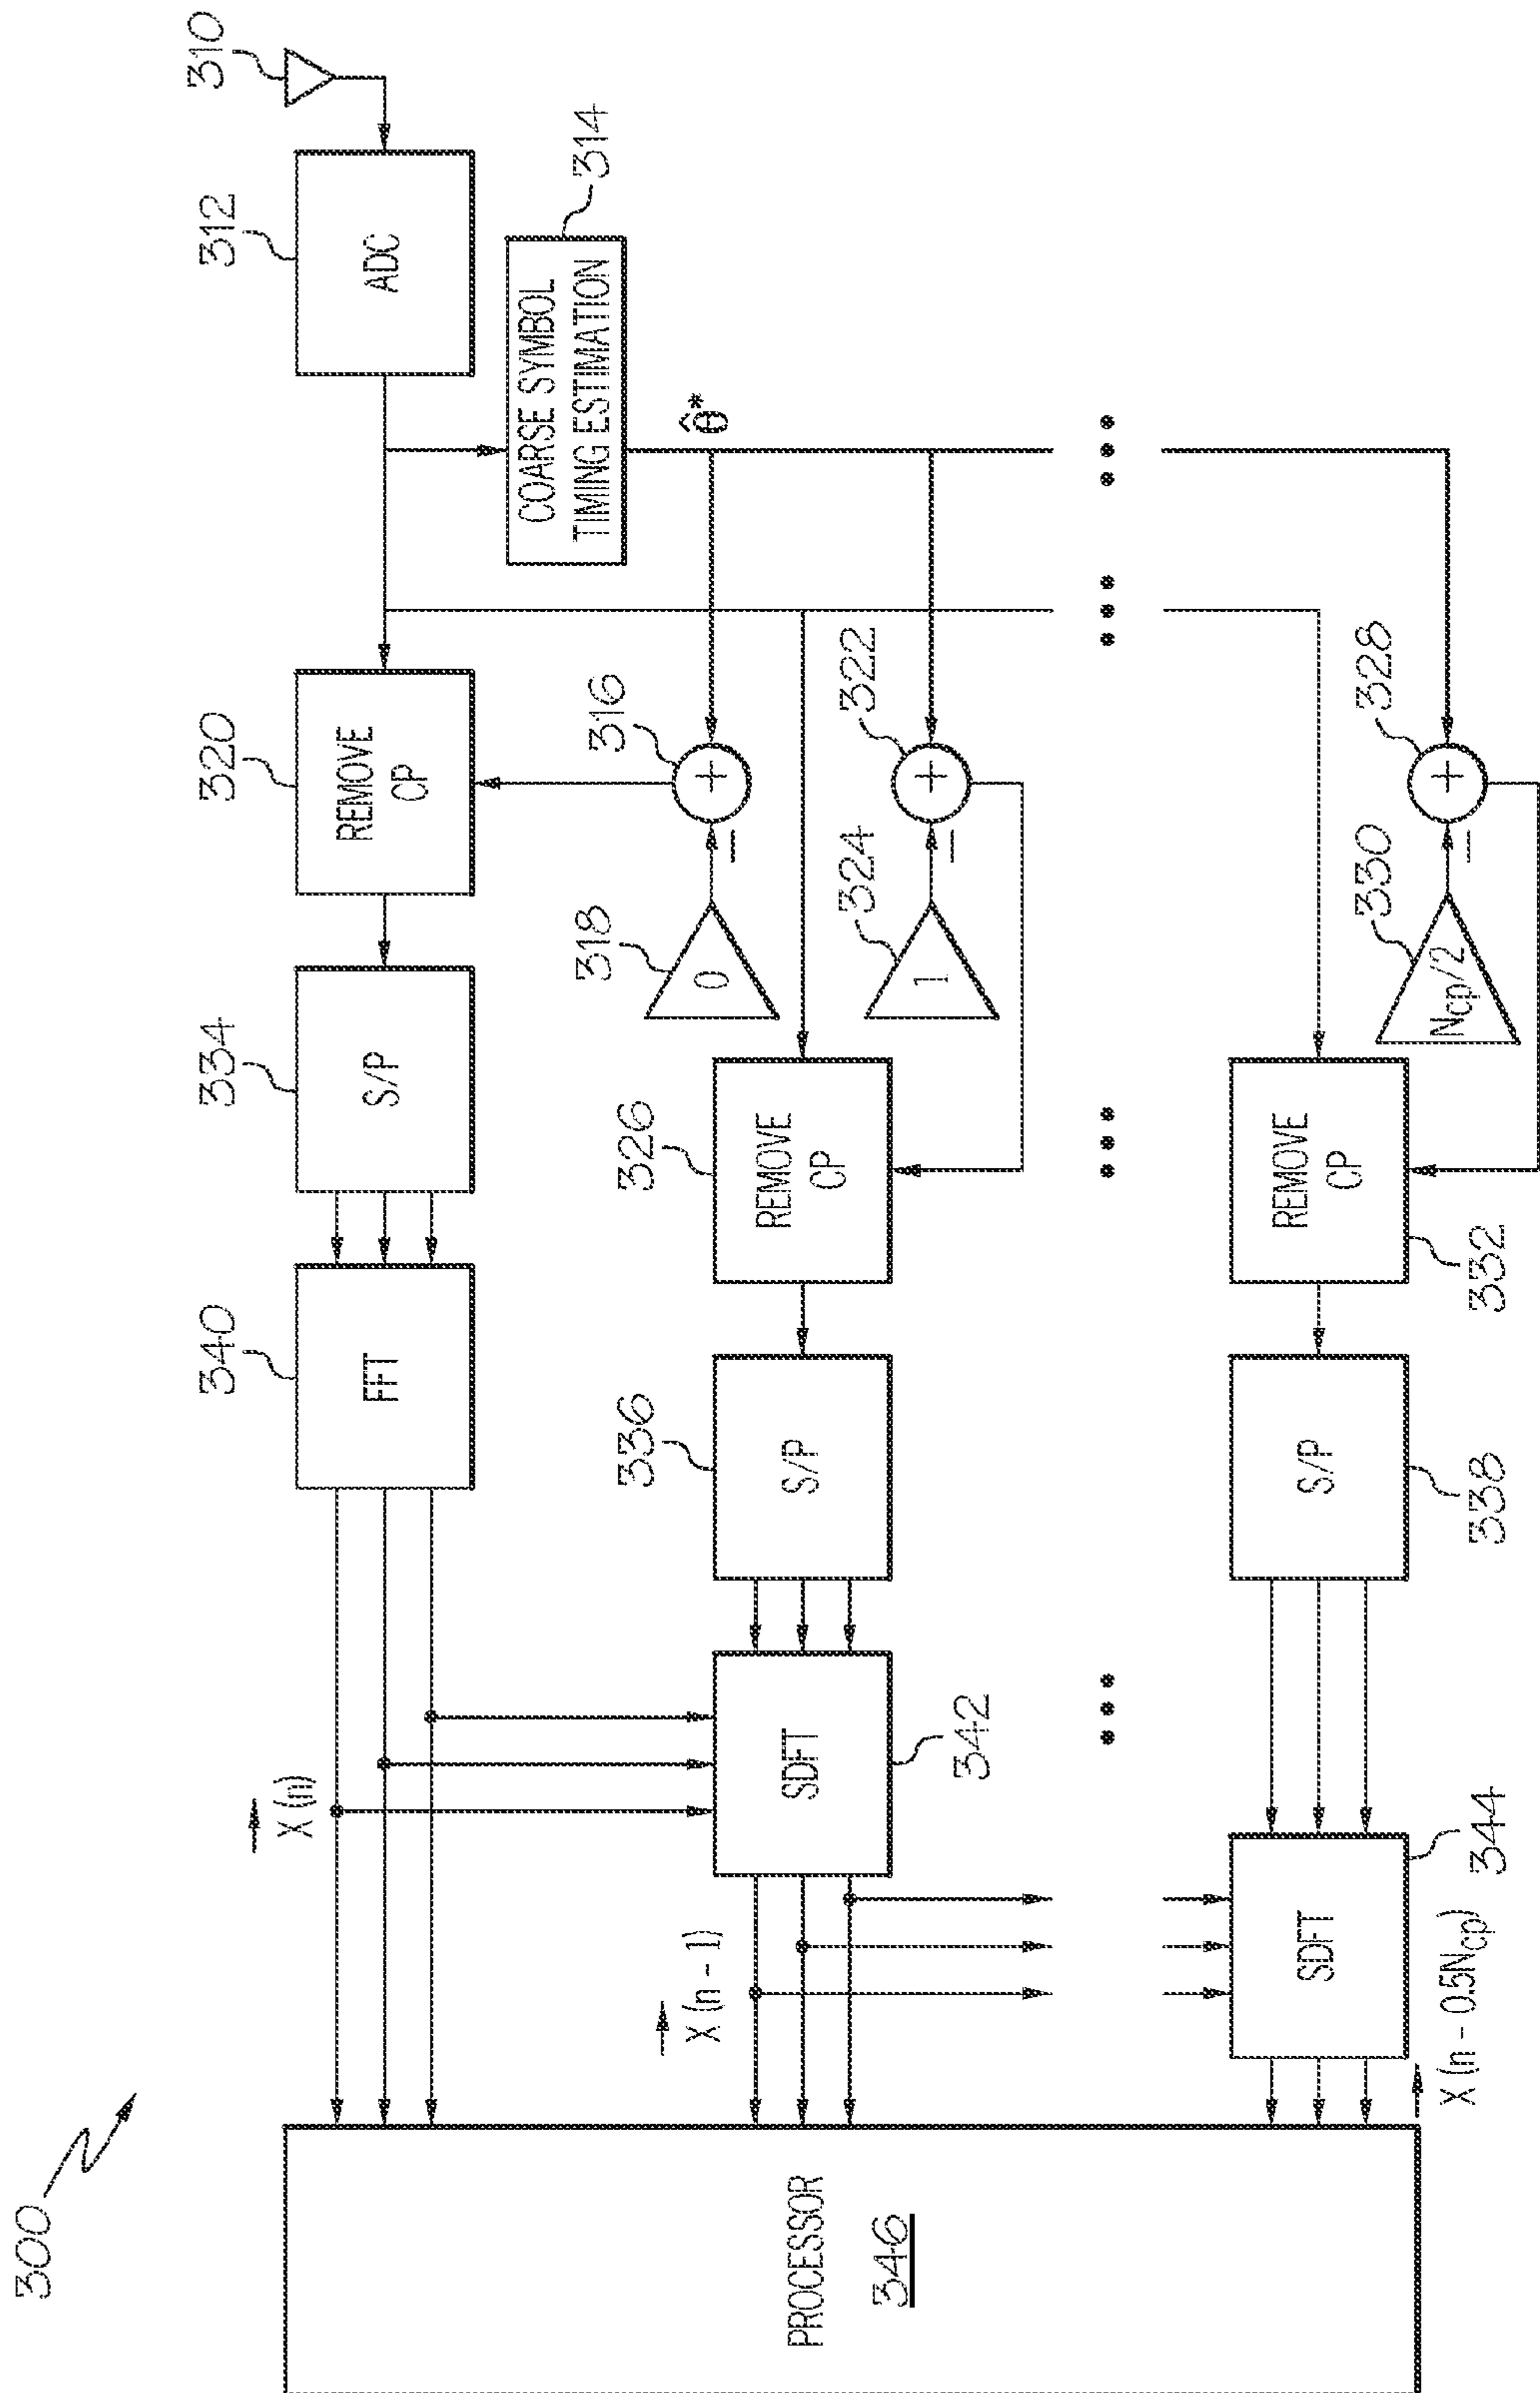 300
310
312
ADC
314
COARSE SYMBOL
TIMING ESTIMATION
θ̂*
320
REMOVE
CP
316
+
−
318
0
322
+
−
324
1
328
+
−
330
Ncp/2
334
S/P
326
REMOVE
CP
332
REMOVE
CP
340
FFT
336
S/P
338
S/P
X (n)
342
SDFT
X (n - 1)
344
SDFT
X (n - 0.5Ncp)
PROCESSOR
346